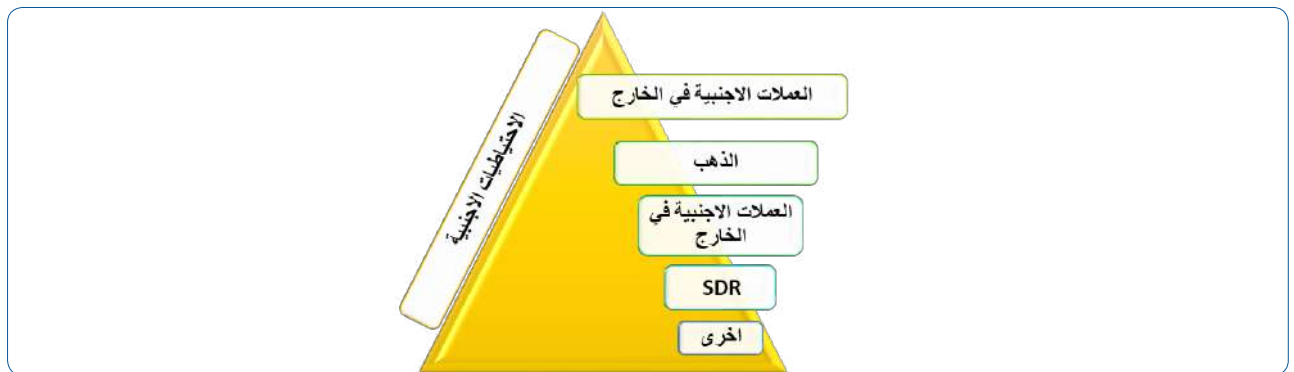 الاحتياطيات الاجنبية
العملات الاجنبية في الخارج
الذهب
العملات الاجنبية في
الخارج
SDR
اخرى